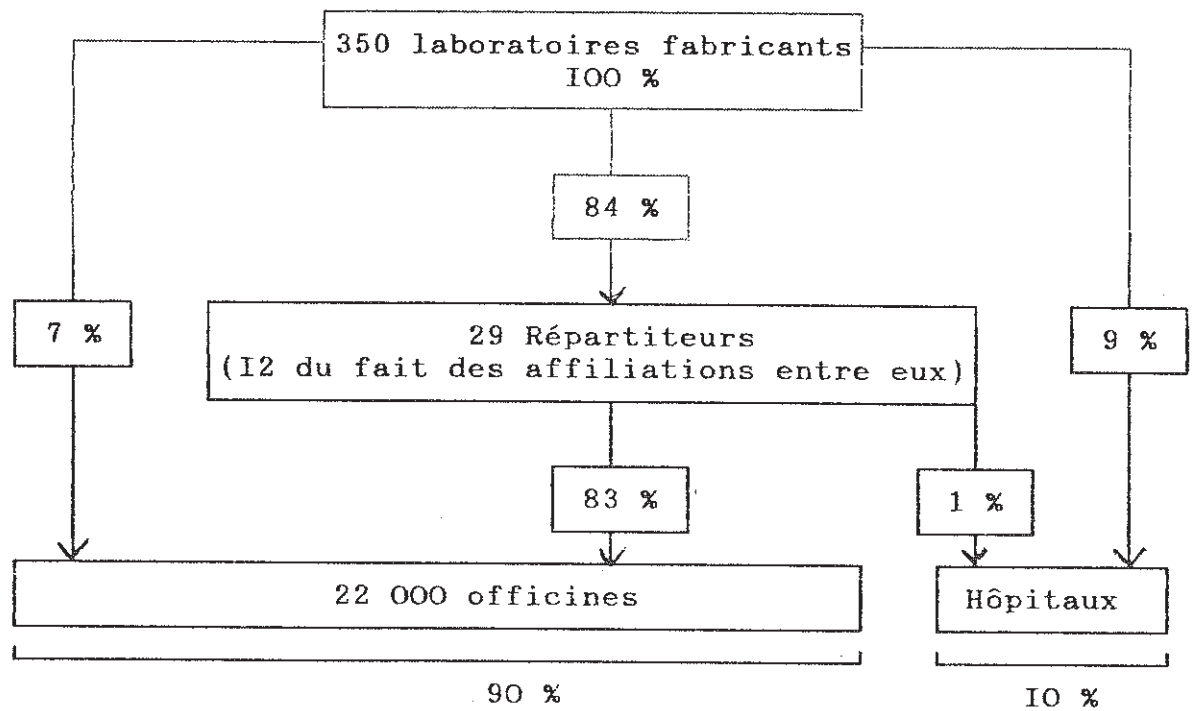 350 laboratoires fabricants
IOO %
84 %
7 %
29 Répartiteurs
(I2 du fait des affiliations entre eux)
9 %
83 %
1 %
22 OOO officines
Hôpitaux
9O %
IO %